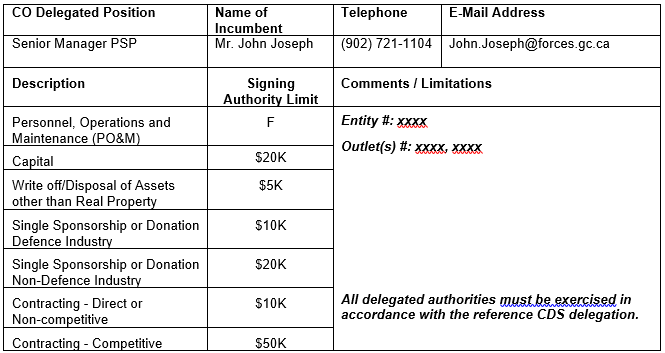 CO Delegated Position
Name of
Incumbent
Telephone
E-Mail Address
Senior Manager PSP
Mr. John Joseph
(902) 721-1104
John.Joseph@forces.gc.ca
Description
Signing
Authority Limit
Comments / Limitations
Personnel, Operations and
Maintenance (PO&M)
F
Entity #: xxxx
Outlet(s) #: xxxx, xxxx
Capital
$20K
Write off/Disposal of Assets
other than Real Property
$5K
Single Sponsorship or Donation
Defence Industry
$10K
Single Sponsorship or Donation
Non-Defence Industry
$20K
Contracting - Direct or
Non-competitive
$10K
All delegated authorities must be exercised in
accordance with the reference CDS delegation.
Contracting - Competitive
$50K